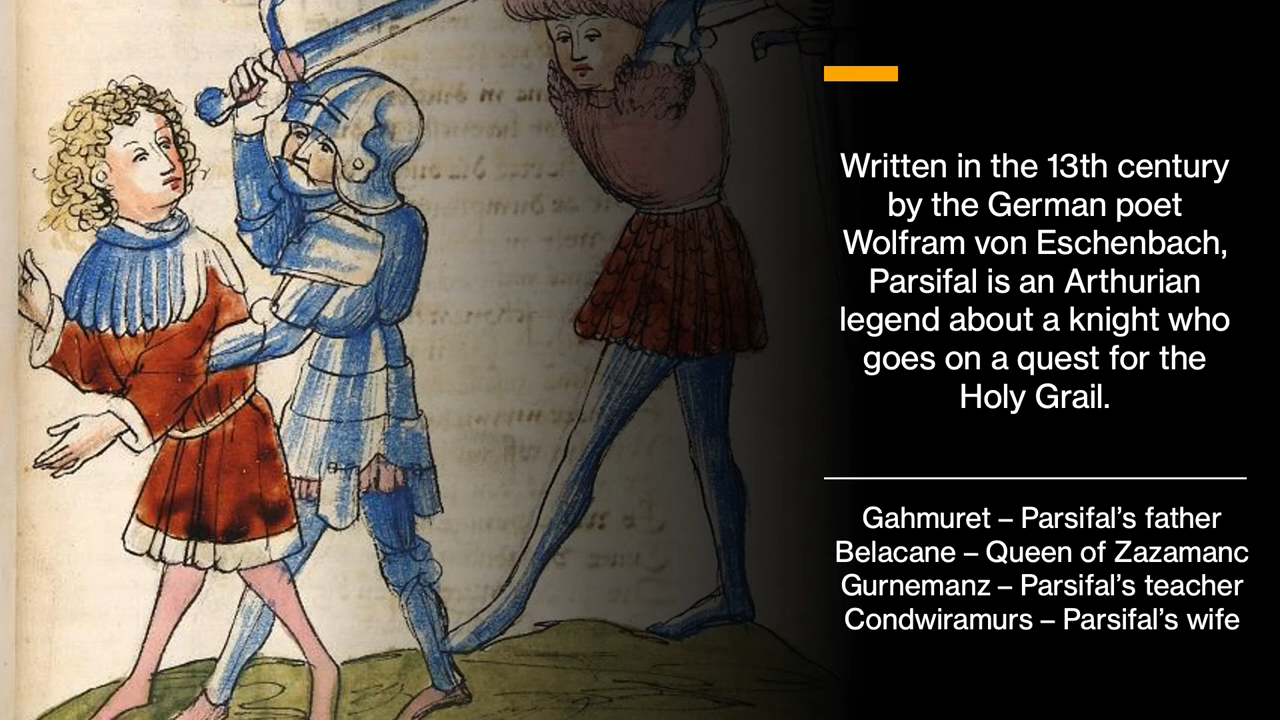 Written in the 13th century
by the German poet
Wolfram von Eschenbach,
Parsifal is an Arthurian
legend about a knight who
goes on a quest for the
Holy Grail.
Gahmuret – Parsifal’s father
Belacane – Queen of Zazamanc
Gurnemanz – Parsifal’s teacher
Condwiramurs – Parsifal’s wife